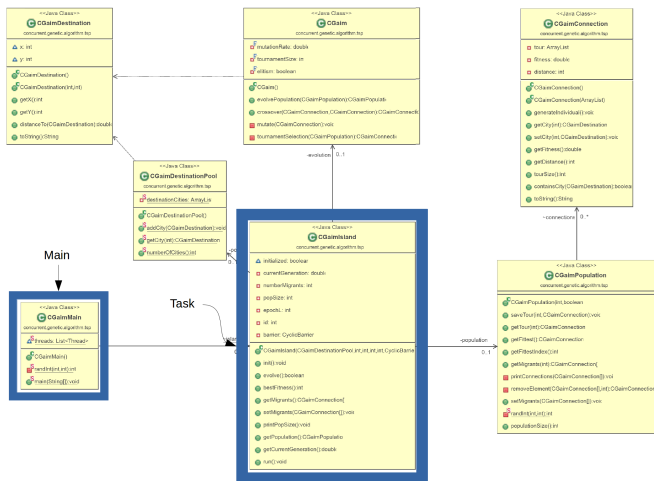 <<Java Class>>
CGaimDestination
concurrent.genetic.algorithm.tsp
x: int
y: int
CGaimDestination()
CGaimDestination(int,int)
getX():int
getY():int
distanceTo(CGaimDestination):double
toString():String
<<Java Class>>
CGaim
concurrent.genetic.algorithm.tsp
mutationRate: double
tournamentSize: int
elitism: boolean
CGaim()
evolvePopulation(CGaimPopulation):CGaimPopulatio
crossover(CGaimConnection,CGaimConnection):CGaimConnectio
mutate(CGaimConnection):void
tournamentSelection(CGaimPopulation):CGaimConnectio
<<Java Class>>
CGaimConnection
concurrent.genetic.algorithm.tsp
tour: ArrayList
fitness: double
distance: int
CGaimConnection()
CGaimConnection(ArrayList)
generateIndividual():void
getCity(int):CGaimDestination
setCity(int,CGaimDestination):void
getFitness():double
getDistance():int
tourSize():int
containsCity(CGaimDestination):boolea
toString():String
<<Java Class>>
CGaimDestinationPool
concurrent.genetic.algorithm.tsp
destinationCities: ArrayLis
CGaimDestinationPool()
addCity(CGaimDestination):void
getCity(int):CGaimDestination
numberOfCities():int
-evolution 0..1
~connections 0..*
<<Java Class>>
CGaimIsland
concurrent.genetic.algorithm.tsp
initialized: boolean
currentGeneration: double
numberMigrants: int
popSize: int
epochL: int
id: int
barrier: CyclicBarrier
CGaimIsland(CGaimDestinationPool,int,int,int,int,CyclicBarrie
init():void
evolve():boolean
bestFitness():int
getMigrants():CGaimConnection[
setMigrants(CGaimConnection[]):void
printPopSize():void
getPopulation():CGaimPopulatio
getCurrentGeneration():double
run():void
Main
Task
<<Java Class>>
CGaimMain
concurrent.genetic.algorithm.tsp
threads: List<Thread>
CGaimMain()
randInt(int,int):int
main(String[]):void
-population
0..1
<<Java Class>>
CGaimPopulation
concurrent.genetic.algorithm.tsp
CGaimPopulation(int,boolean
saveTour(int,CGaimConnection):void
getTour(int):CGaimConnection
getFittest():CGaimConnection
getFittestIndex():int
getMigrants(int):CGaimConnection[
printConnections(CGaimConnection[]):void
removeElement(CGaimConnection[],int):CGaimConnection
setMigrants(CGaimConnection[]):void
randInt(int,int):int
populationSize():int